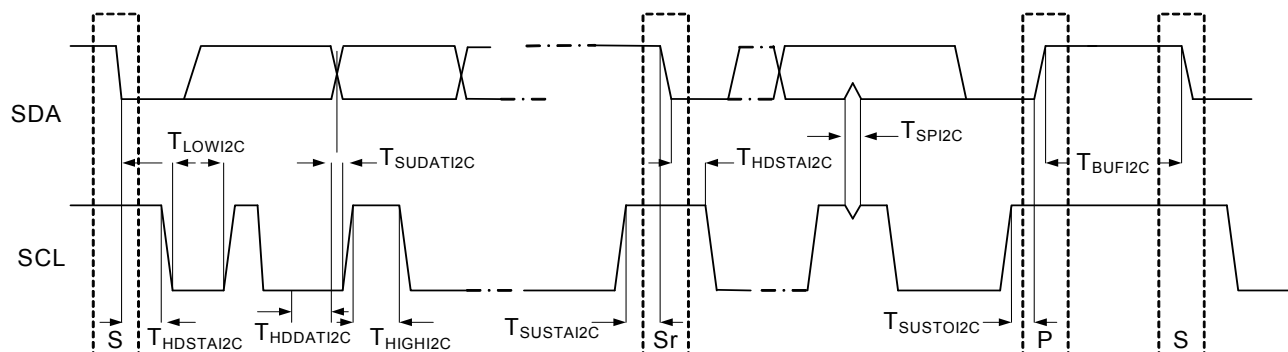 SDA
T_LOWI2C
T_SUDATI2C
T_SPI2C
T_HDSTAI2C
T_BUFI2C
SCL
S
T_HDSTAI2C
T_HDDATI2C
T_HIGHI2C
T_SUSTAI2C
Sr
T_SUSTOI2C
P
S